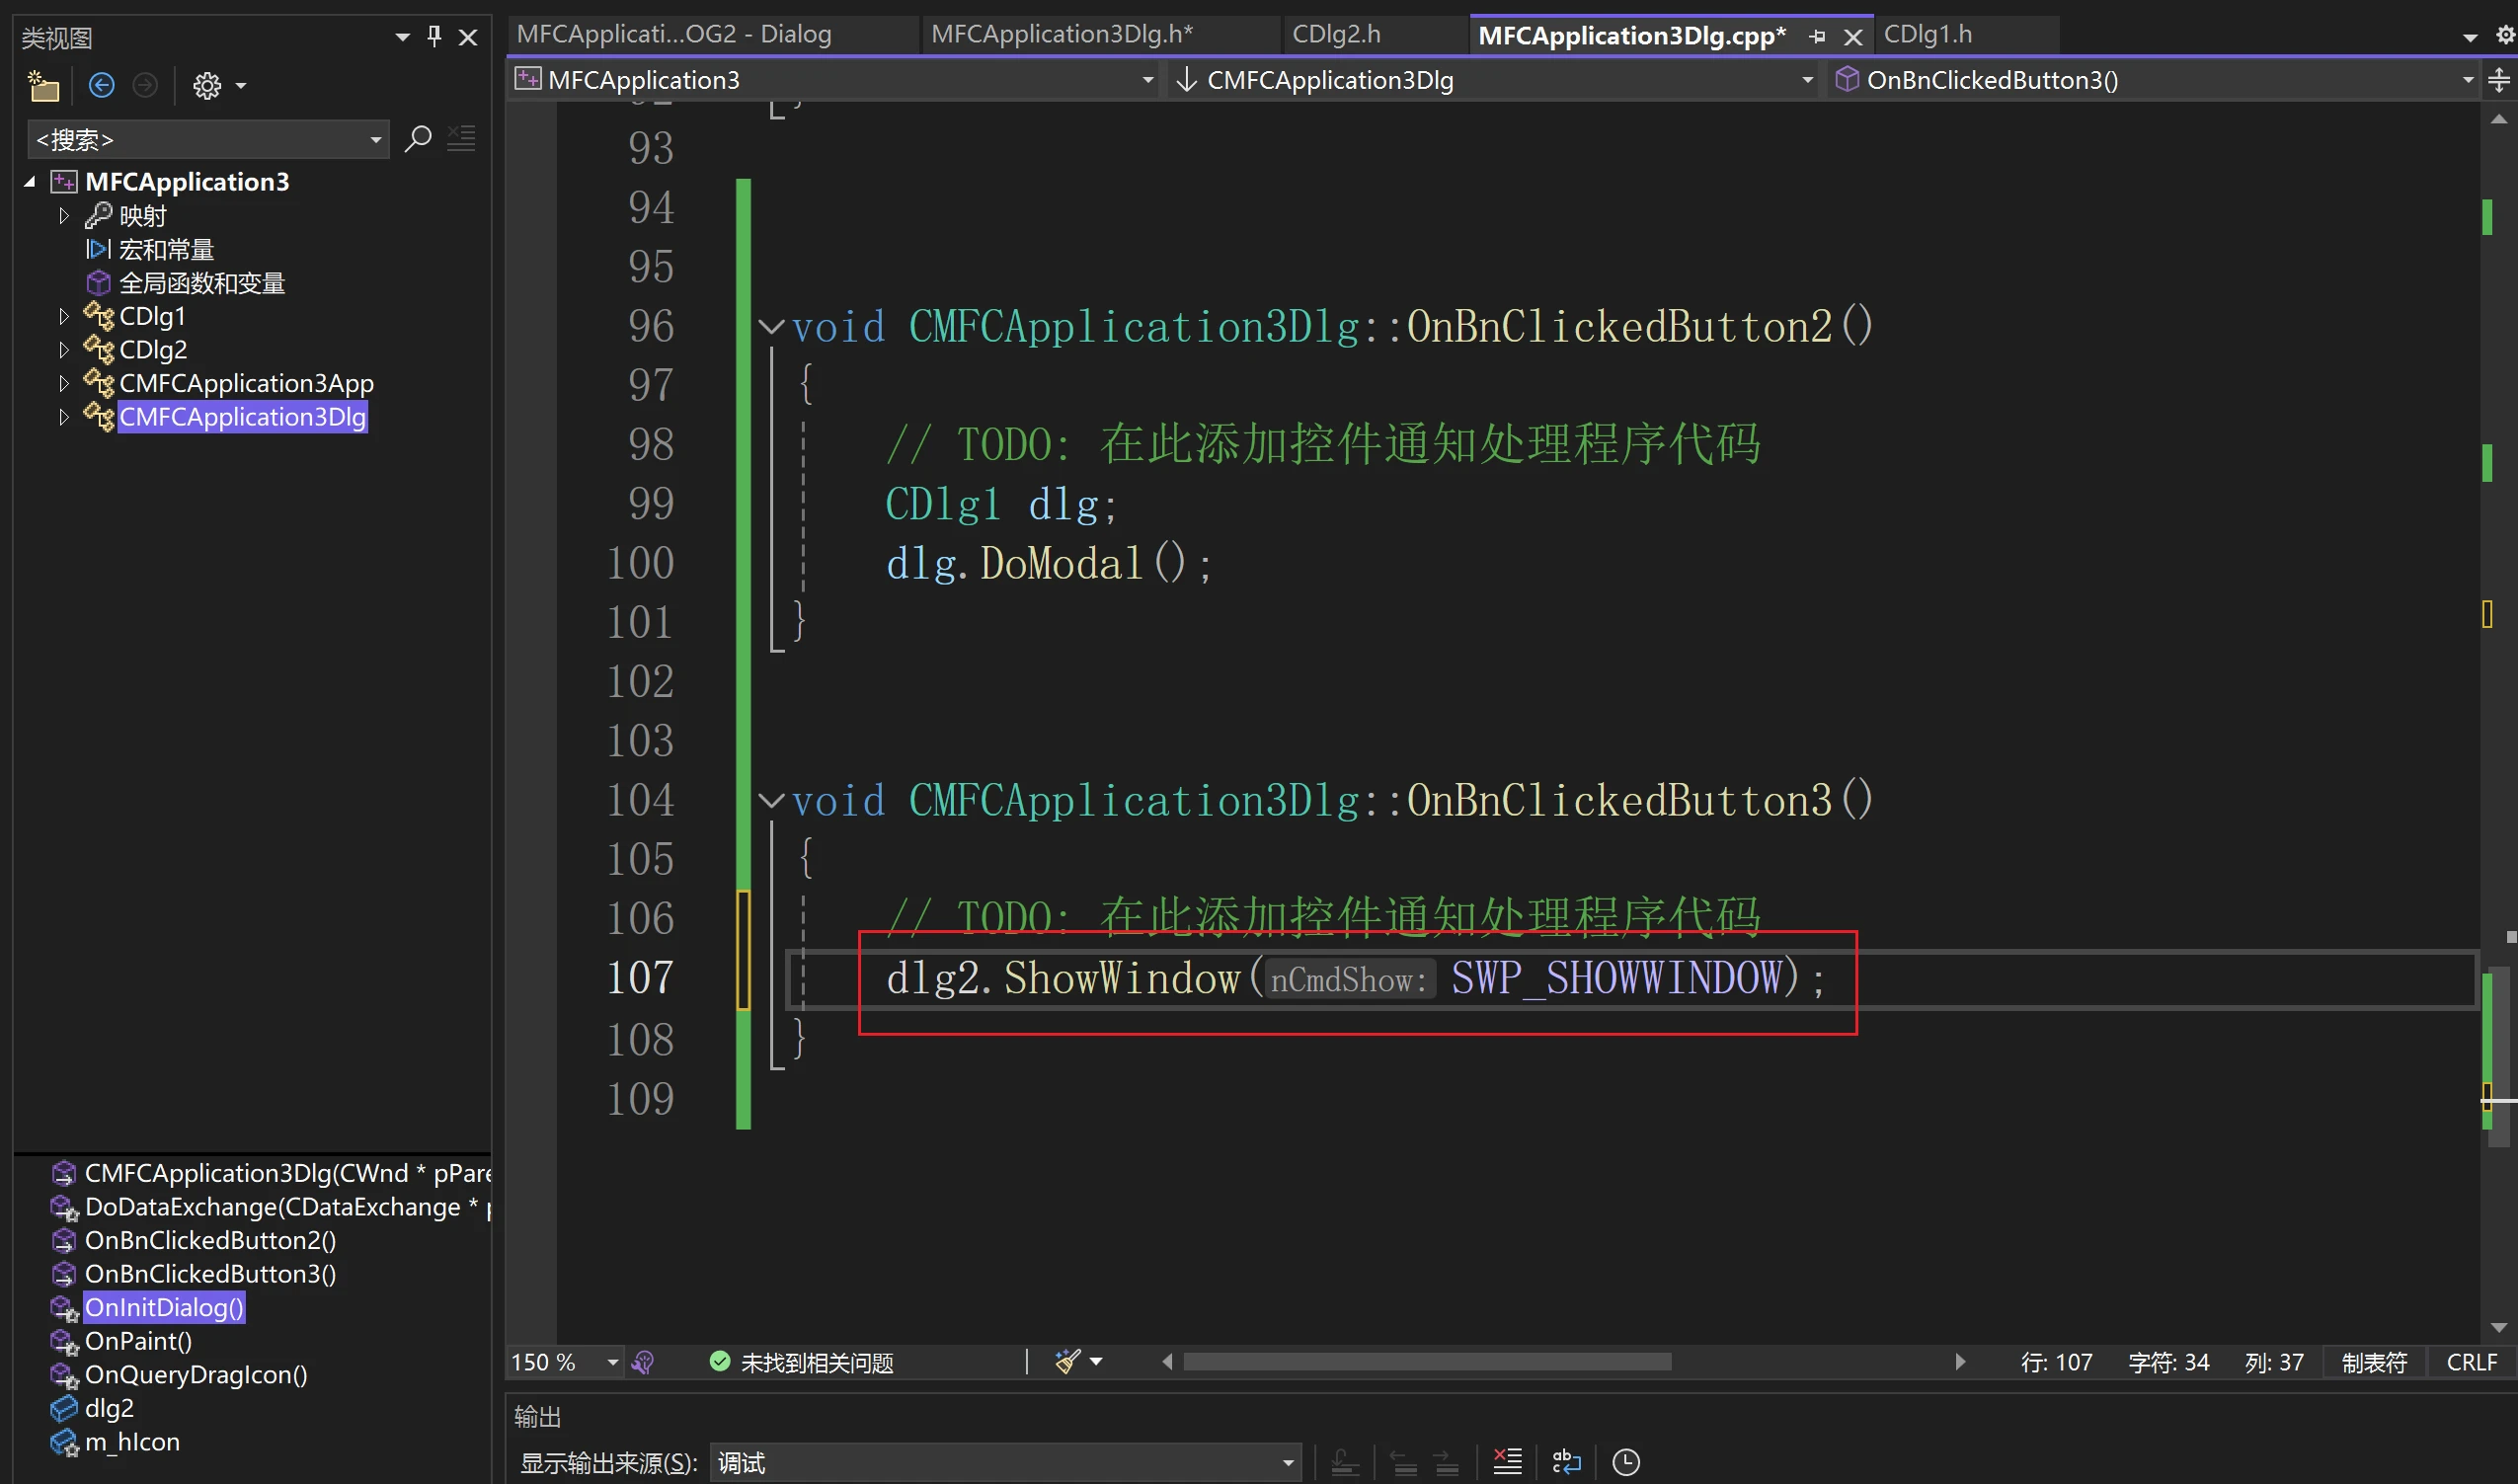 类视图
<搜索>
MFCApplication3
映射
宏和常量
全局函数和变量
CDlg1
CDlg2
CMFCApplication3App
CMFCApplication3Dlg
CMFCApplication3Dlg(CWnd * pPare
DoDataExchange(CDataExchange * p
OnBnClickedButton2()
OnBnClickedButton3()
OnInitDialog()
OnPaint()
OnQueryDragIcon()
dlg2
m_hIcon
MFCApplicati...OG2 - Dialog MFCApplication3Dlg.h* CDlg2.h MFCApplication3Dlg.cpp* CDlg1.h
MFCApplication3 CMFCApplication3Dlg OnBnClickedButton3()
93
94
95
96 void CMFCApplication3Dlg::OnBnClickedButton2()
97 {
98 // TODO: 在此添加控件通知处理程序代码
99 CDlg1 dlg;
100 dlg.DoModal();
101 }
102
103
104 void CMFCApplication3Dlg::OnBnClickedButton3()
105 {
106 // TODO: 在此添加控件通知处理程序代码
107 dlg2.ShowWindow(nCmdShow: SWP_SHOWWINDOW);
108 }
109
150 % 未找到相关问题 行: 107 字符: 34 列: 37 制表符 CRLF
输出
显示输出来源(S): 调试